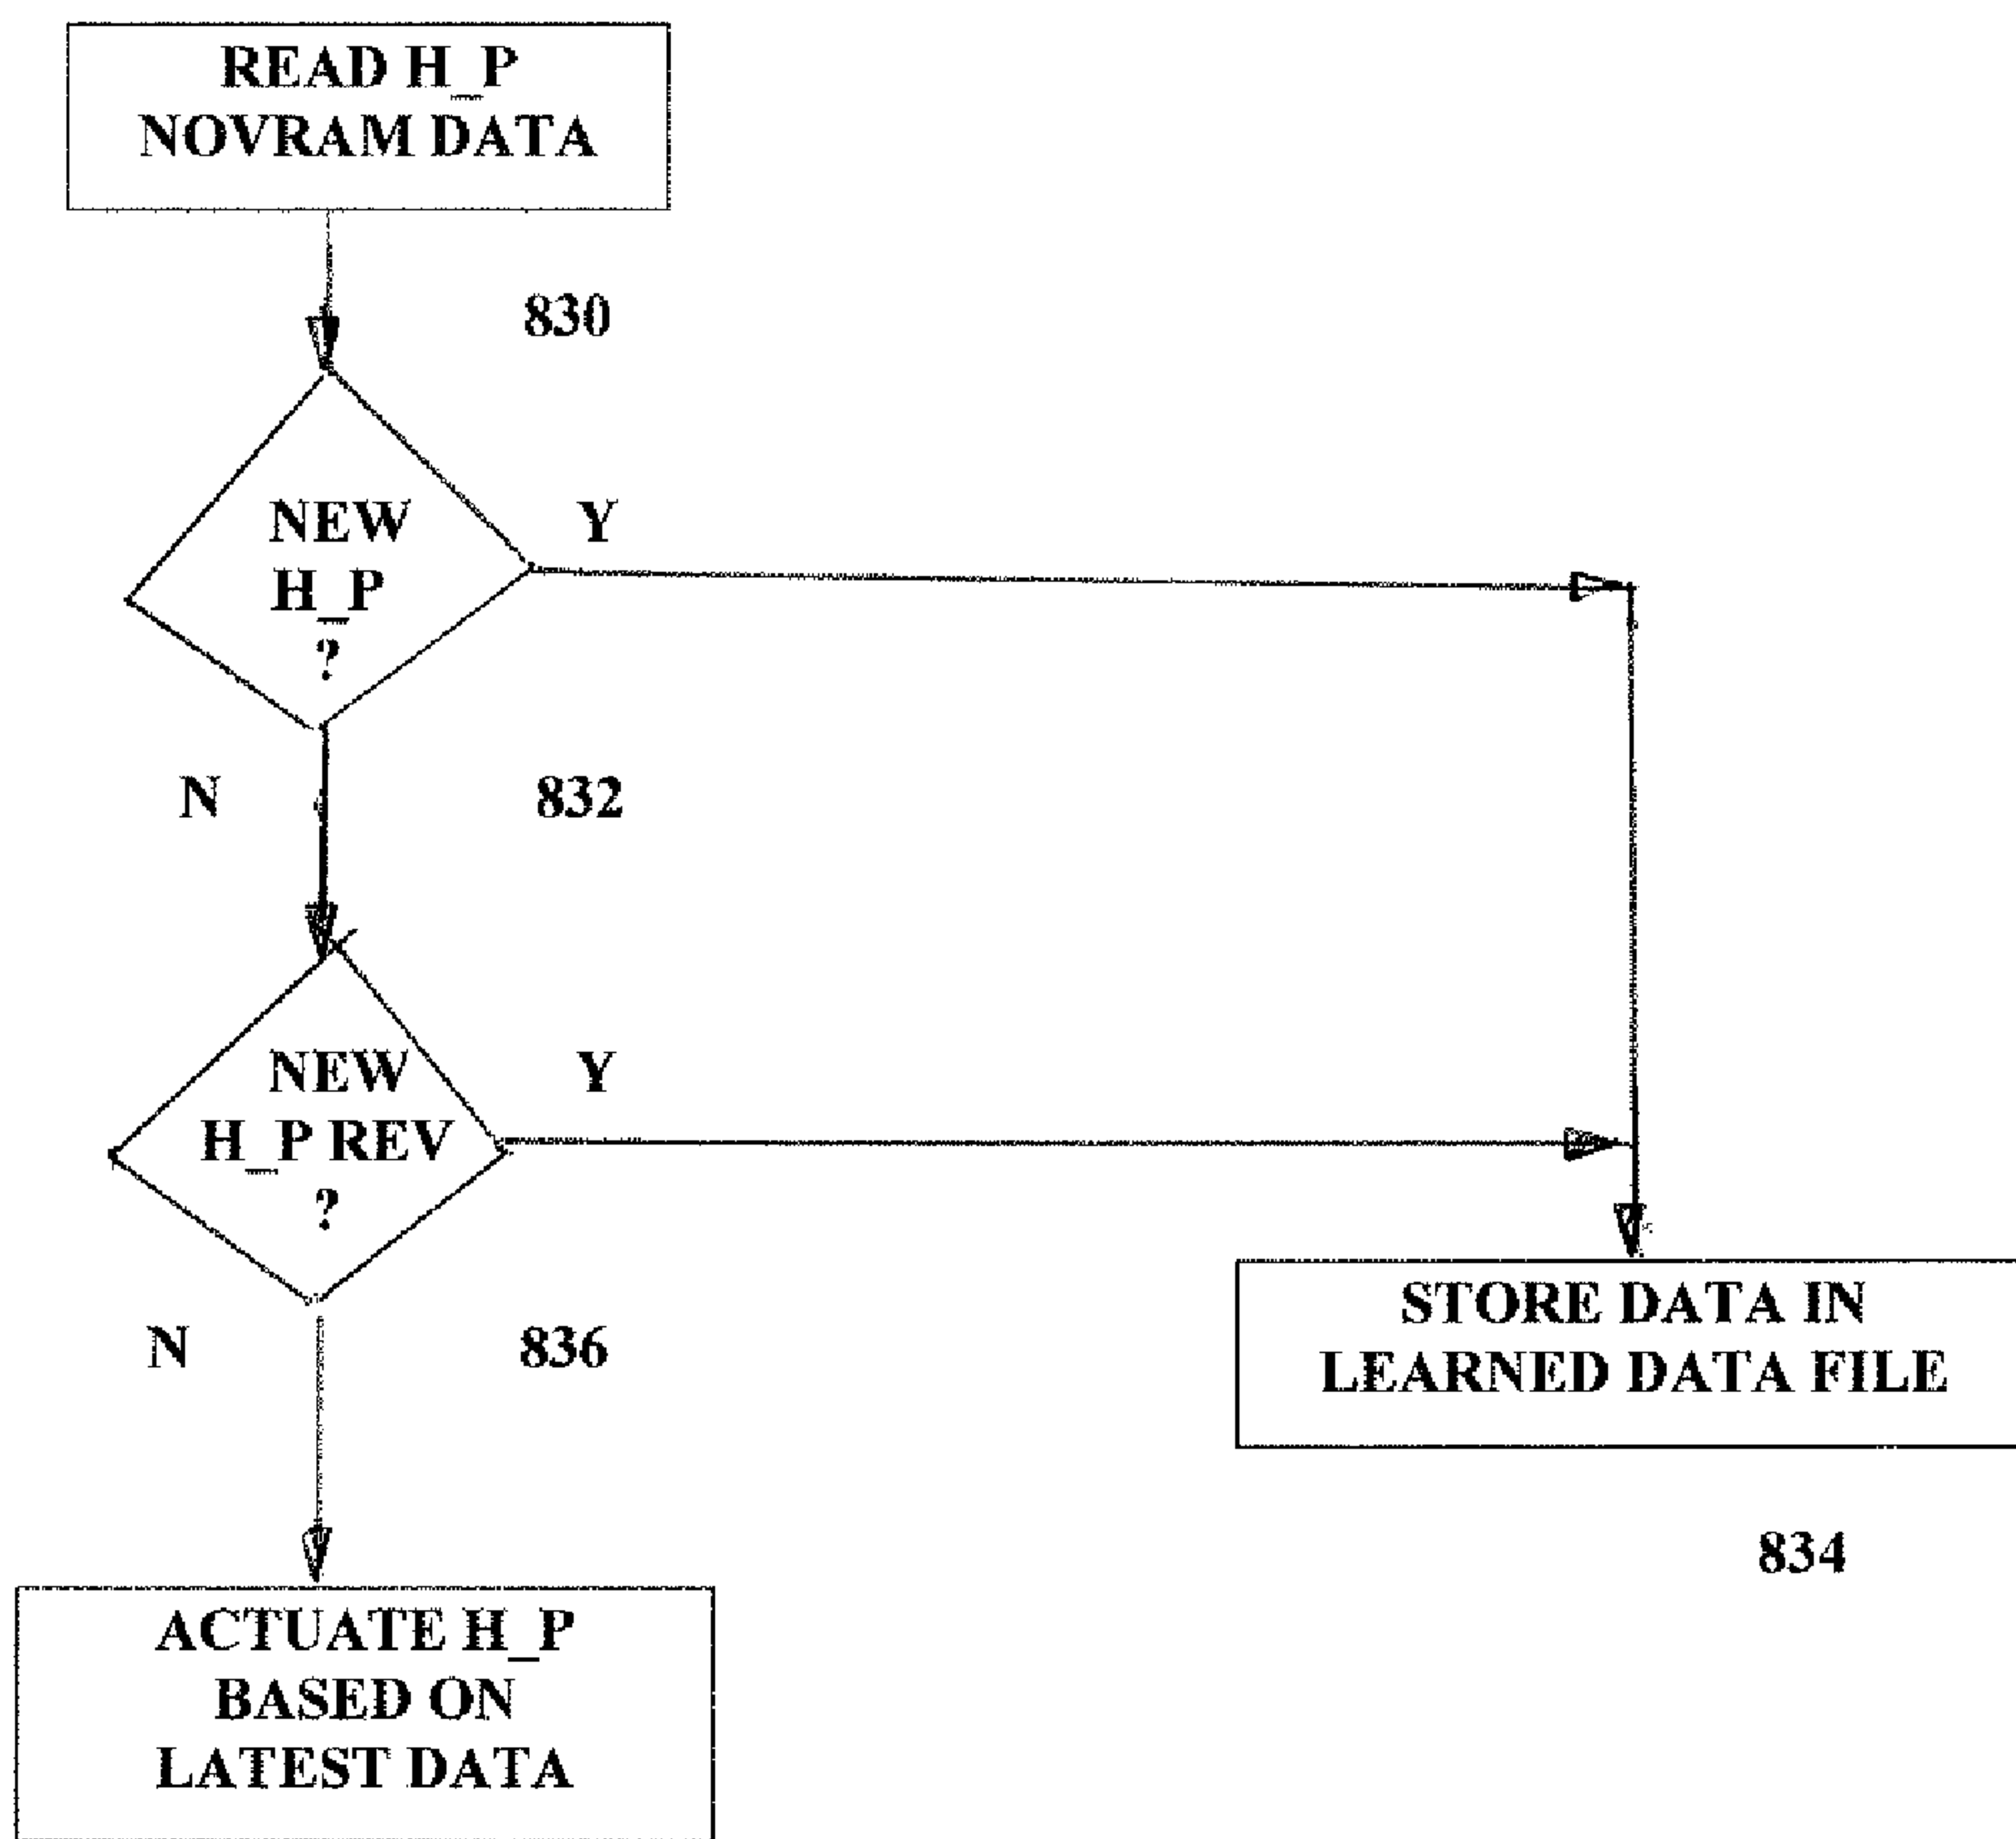 READ H_P
NOVRAM DATA
830
NEW
H_P
?
Y
N
832
NEW
H_P REV
?
Y
N
836
STORE DATA IN
LEARNED DATA FILE
834
ACTUATE H_P
BASED ON
LATEST DATA